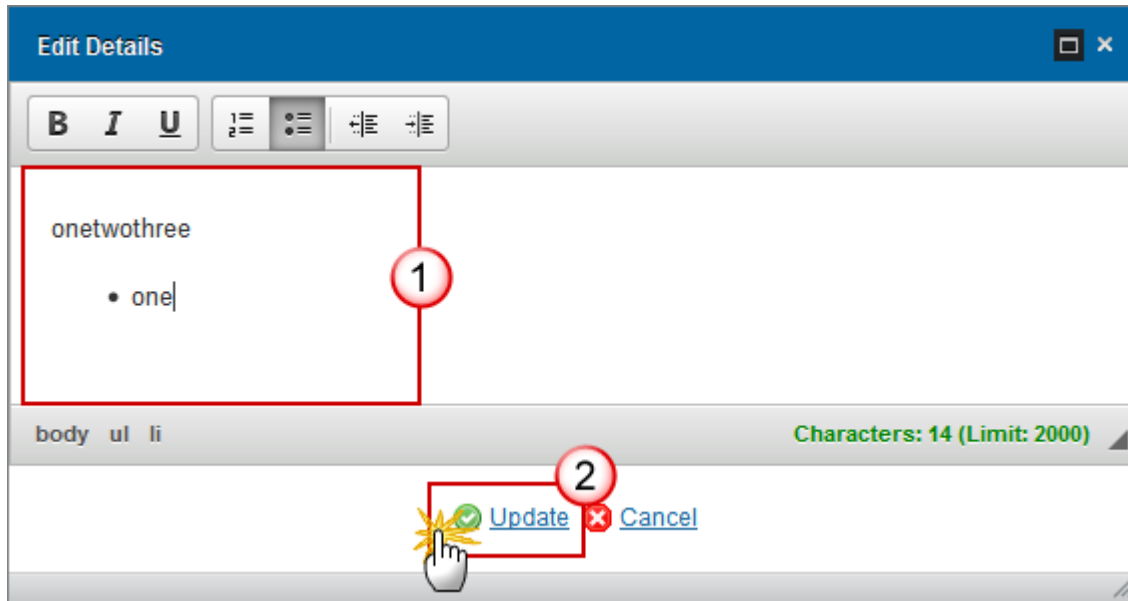 Edit Details
B I U
onetwothree
• one
1
body ul li
Characters: 14 (Limit: 2000)
2
Update Cancel